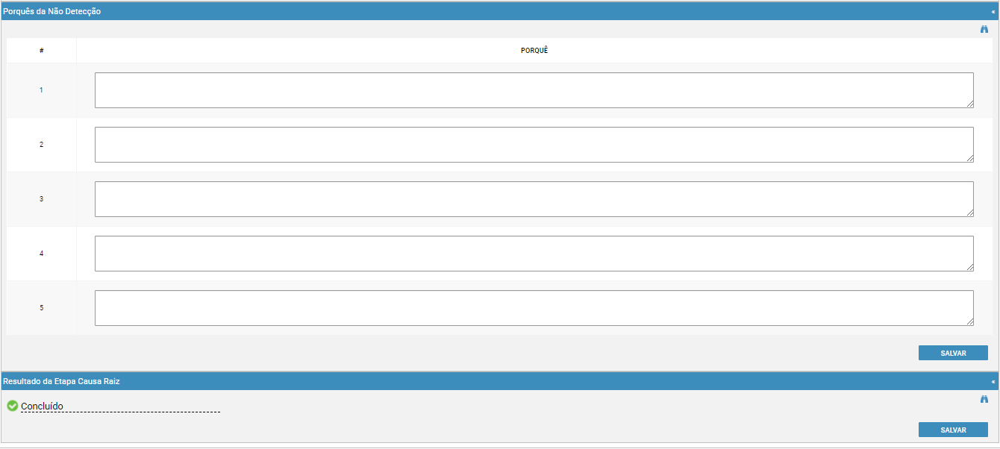 Porquês da Não Detecção «
# PORQUÊ
1
2
3
4
5
SALVAR
Resultado da Etapa Causa Raiz «
Concluído
SALVAR